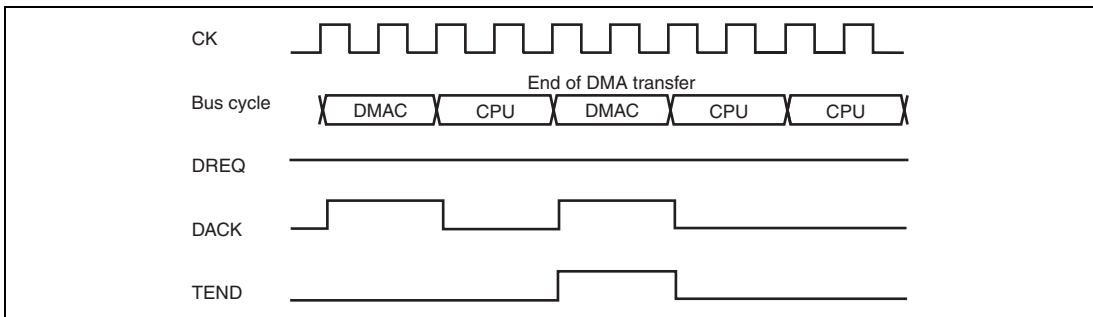 CK
End of DMA transfer
Bus cycle DMAC CPU DMAC CPU CPU
DREQ
DACK
TEND